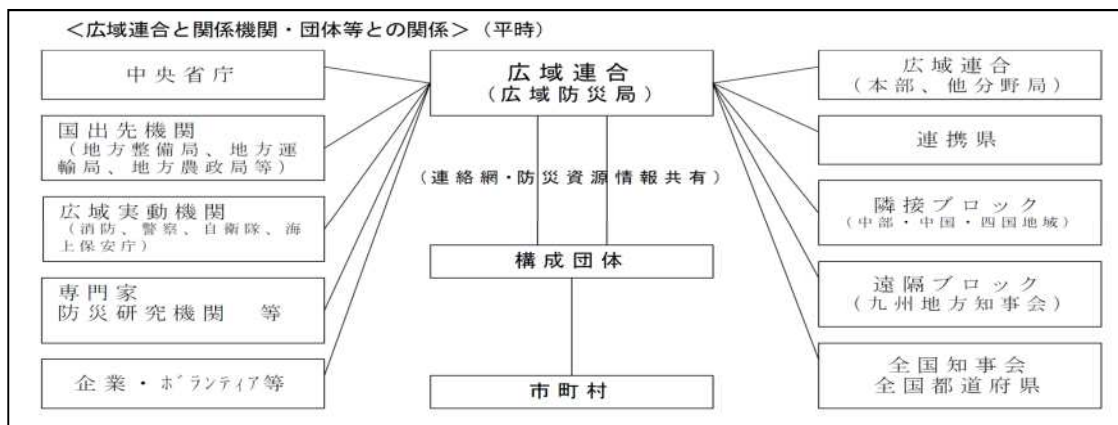 ＜広域連合と関係機関・団体等との関係＞（平時）
中央省庁
国出先機関
（地方整備局、地方運
輸局、地方農政局等）
広域実動機関
（消防、警察、自衛隊、海
上保安庁）
専門家
防災研究機関　等
企業・ﾎﾞﾗﾝﾃｨｱ等
広域連合
（広域防災局）
（連絡網・防災資源情報共有）
構成団体
市町村
広域連合
（本部、他分野局）
連携県
隣接ブロック
（中部・中国・四国地域）
遠隔ブロック
（九州地方知事会）
全国知事会
全国都道府県